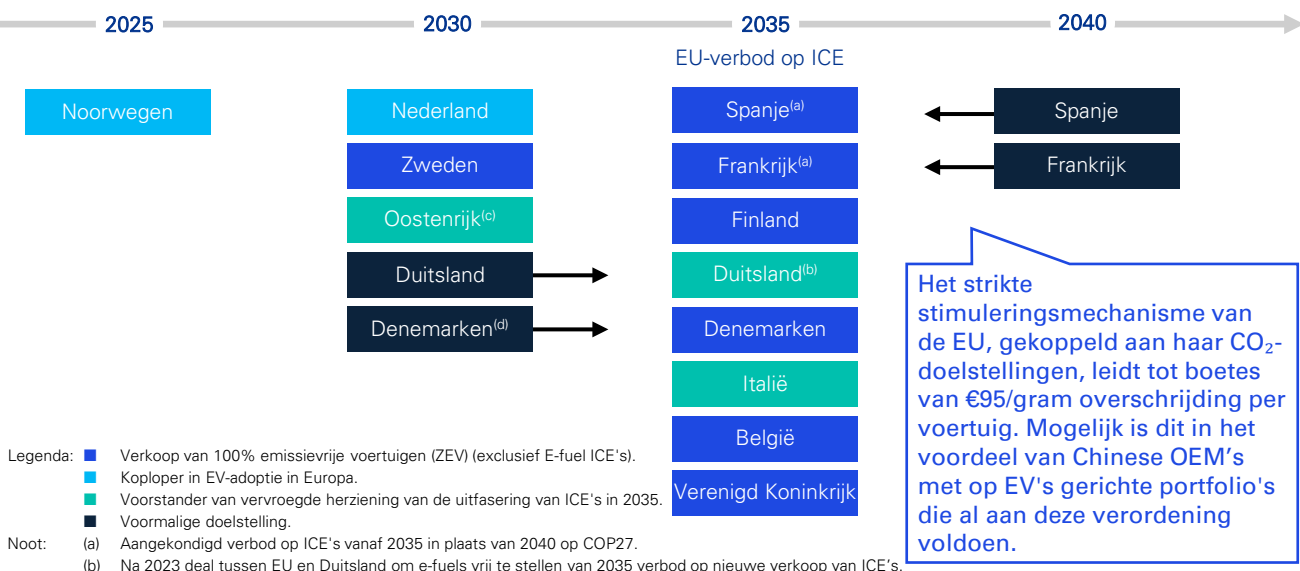 2025 2030 2035 2040
EU-verbod op ICE
Noorwegen Nederland Spanje(a) Spanje
Zweden Frankrijk(a) Frankrijk
Oostenrijk(c) Finland
Duitsland Duitsland(b)
Denemarken(d) Denemarken
Italië
België
Verenigd Koninkrijk
Het strikte
stimuleringsmechanisme van
de EU, gekoppeld aan haar CO₂-
doelstellingen, leidt tot boetes
van €95/gram overschrijding per
voertuig. Mogelijk is dit in het
voordeel van Chinese OEM's
met op EV's gerichte portfolio's
die al aan deze verordening
voldoen.
Legenda: Verkoop van 100% emissievrije voertuigen (ZEV) (exclusief E-fuel ICE's).
Koploper in EV-adoptie in Europa.
Voorstander van vervroegde herziening van de uitfasering van ICE's in 2035.
Voormalige doelstelling.
Noot: (a) Aangekondigd verbod op ICE's vanaf 2035 in plaats van 2040 op COP27.
(b) Na 2023 deal tussen EU en Duitsland om e-fuels vrij te stellen van 2035 verbod op nieuwe verkoop van ICE's.